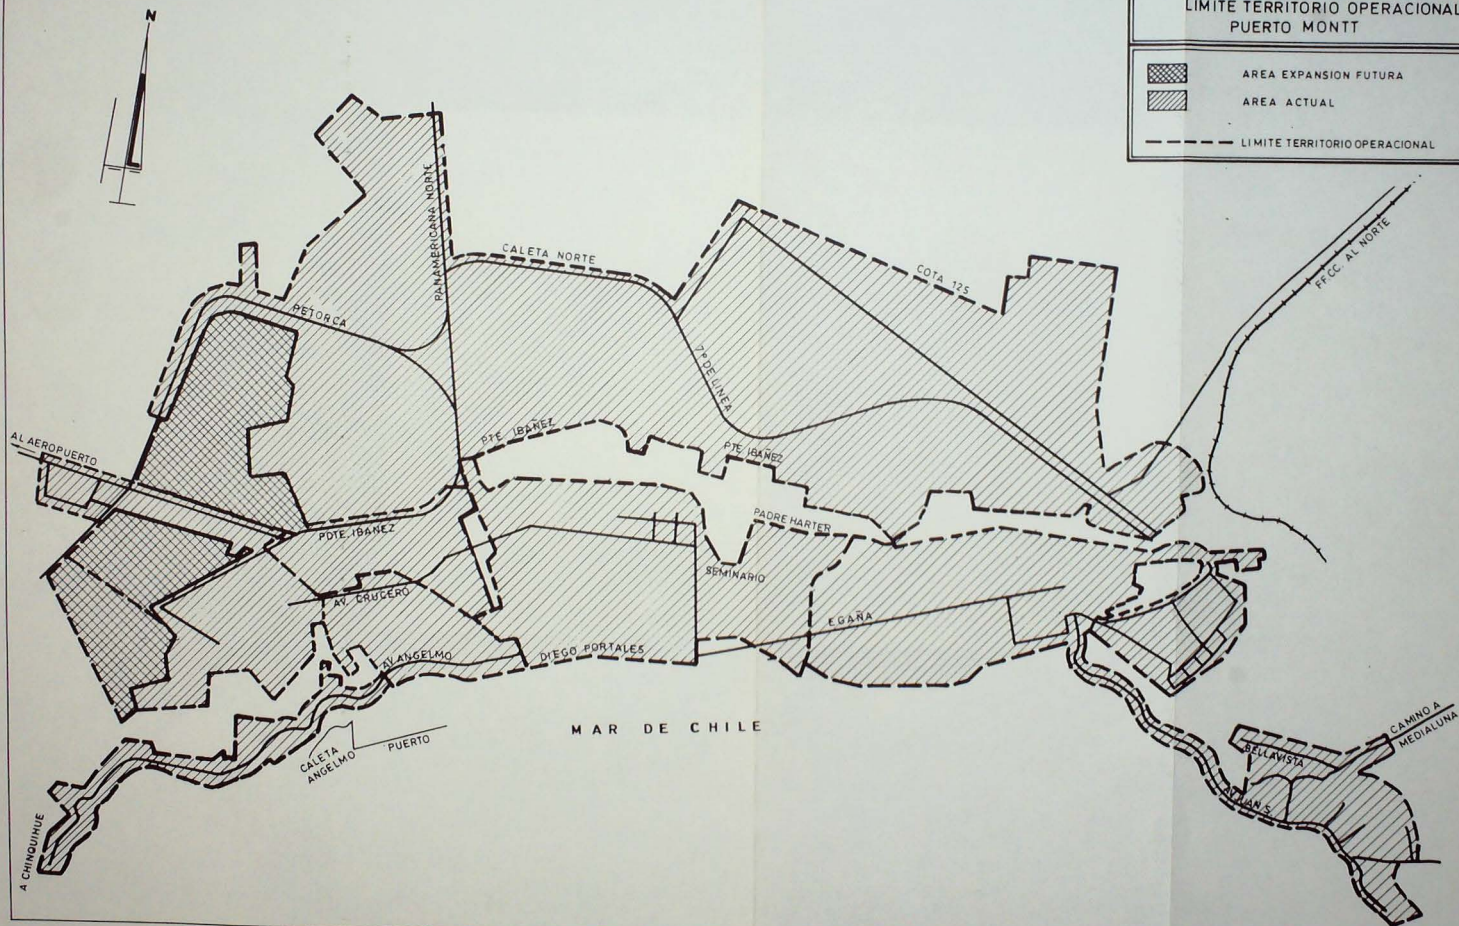 LIMITE TERRITORIO OPERACIONAL
PUERTO MONTT
AREA EXPANSION FUTURA
AREA ACTUAL
LIMITE TERRITORIO OPERACIONAL
N
PANAMERICANA NORTE
CALETA NORTE
COTA 125
FF.CC. AL NORTE
PETORCA
7º DE LINEA
AL AEROPUERTO
PTE. IBAÑEZ
PTE. IBAÑEZ
PDTE. IBAÑEZ
PADRE HARTER
SEMINARIO
AV. CRUCERO
EGAÑA
AV. ANGELMO
DIEGO PORTALES
MAR DE CHILE
CALETA
ANGELMO
PUERTO
CAMINO A
MEDIALUNA
BELLAVISTA
A CHINQUIHUE